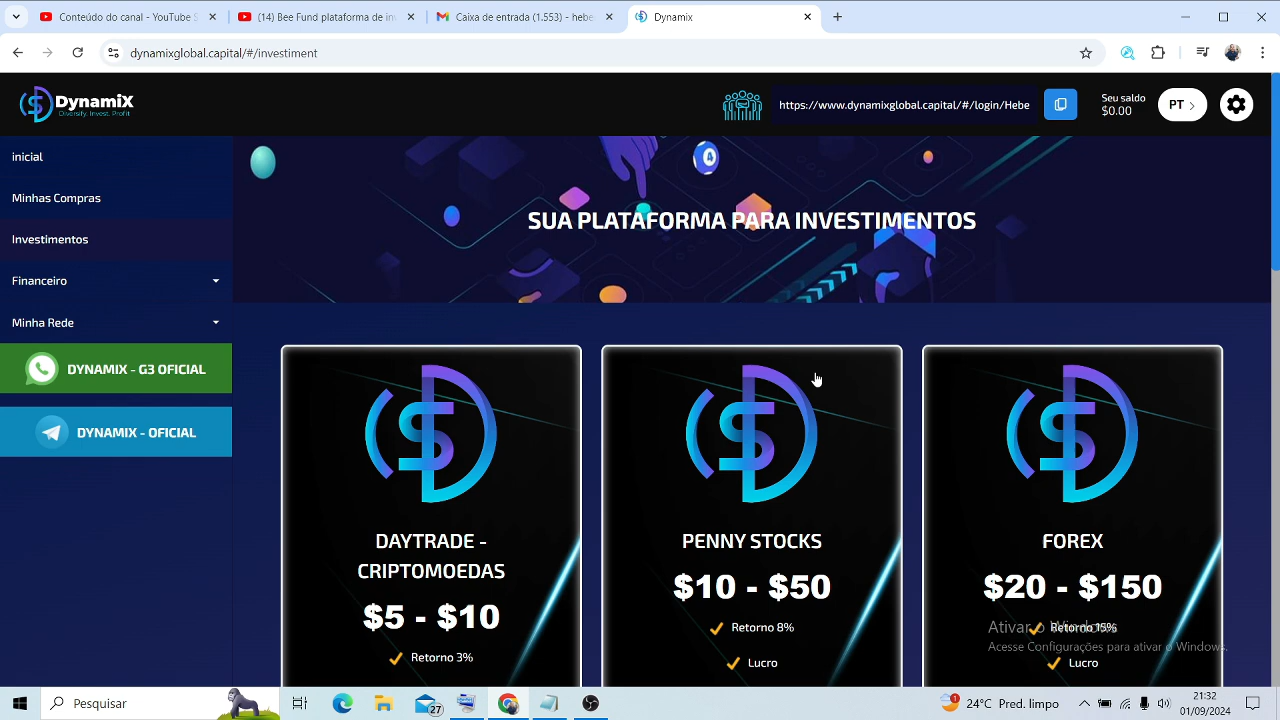 Conteúdo do canal - YouTube S
(14) Bee Fund plataforma de in
Caixa de entrada (1.553) - hebe
Dynamix
dynamixglobal.capital/#/investiment
DynamiX
Diversify. Invest. Profit
https://www.dynamixglobal.capital/#/login/Hebe
Seu saldo
$0.00
PT
inicial
Minhas Compras
Investimentos
Financeiro
Minha Rede
DYNAMIX - G3 OFICIAL
DYNAMIX - OFICIAL
SUA PLATAFORMA PARA INVESTIMENTOS
4
DAYTRADE -
CRIPTOMOEDAS
$5 - $10
Retorno 3%
PENNY STOCKS
$10 - $50
Retorno 8%
Lucro
FOREX
$20 - $150
Retorno 15%
Lucro
Ativar o Windows
Acesse Configurações para ativar o Windows.
Pesquisar
27
1
24°C Pred. limpo
21:32
01/09/2024